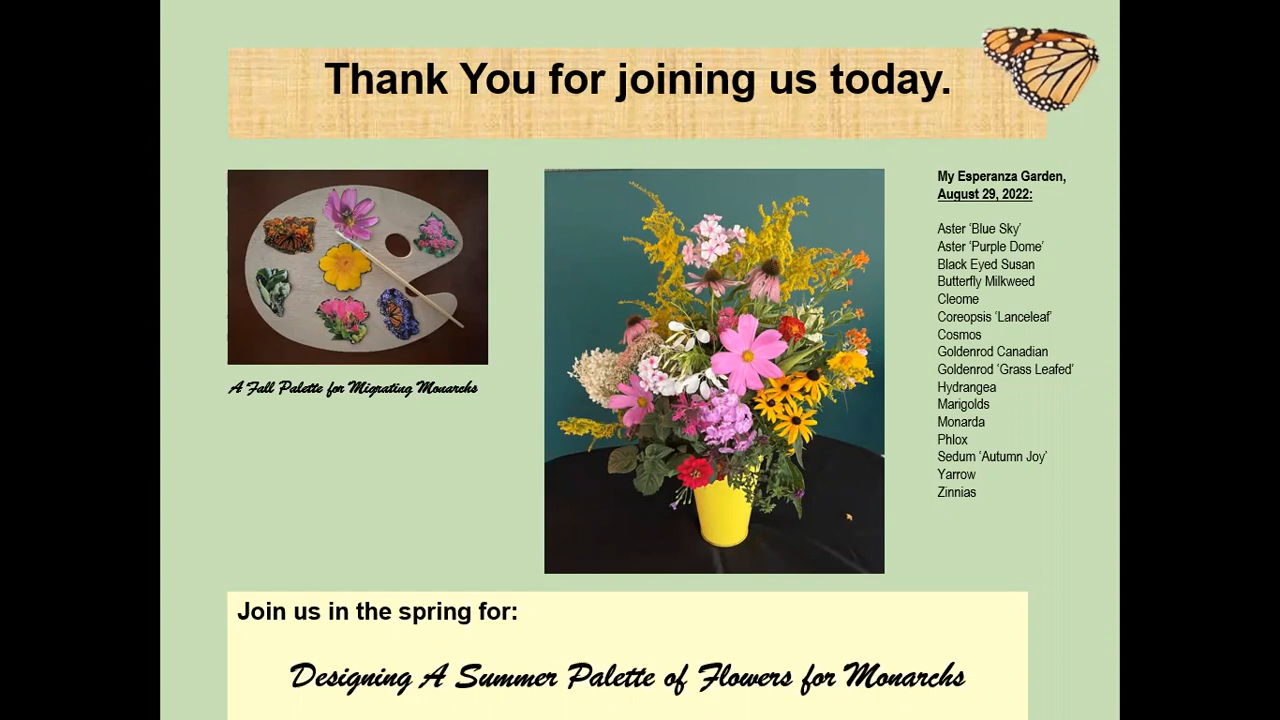 Thank You for joining us today.
A Fall Palette for Migrating Monarchs
My Esperanza Garden,
August 29, 2022:
Aster ‘Blue Sky’
Aster ‘Purple Dome’
Black Eyed Susan
Butterfly Milkweed
Cleome
Coreopsis ‘Lanceleaf’
Cosmos
Goldenrod Canadian
Goldenrod ‘Grass Leafed’
Hydrangea
Marigolds
Monarda
Phlox
Sedum ‘Autumn Joy’
Yarrow
Zinnias
Join us in the spring for:
Designing A Summer Palette of Flowers for Monarchs